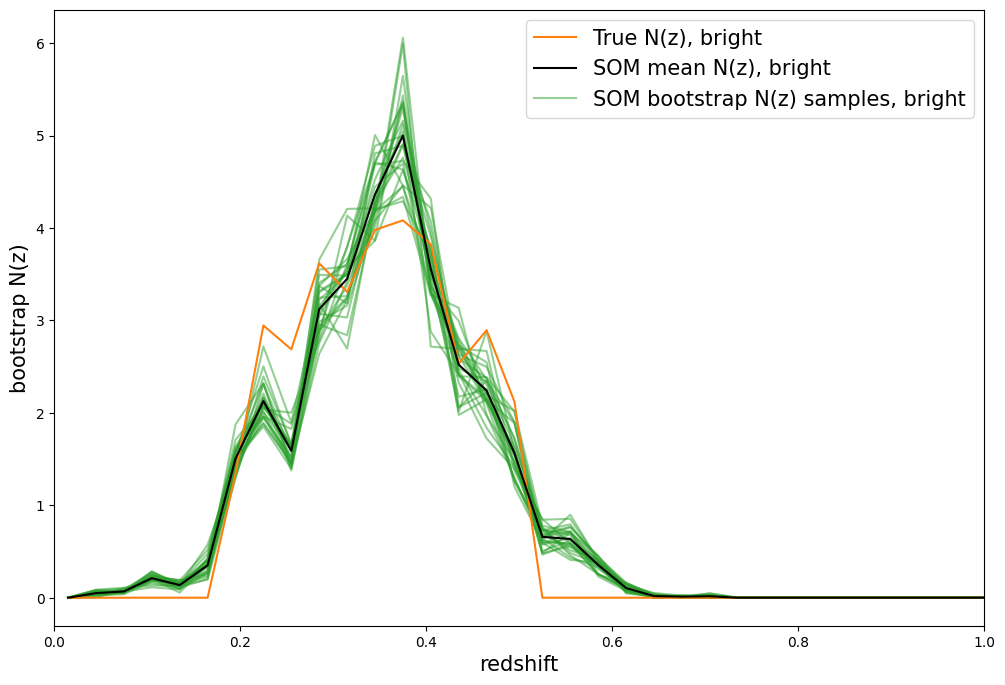 True N(z), bright
SOM mean N(z), bright
SOM bootstrap N(z) samples, bright
bootstrap N(z)
6
5
4
3
2
1
0
0.0 0.2 0.4 0.6 0.8 1.0
redshift